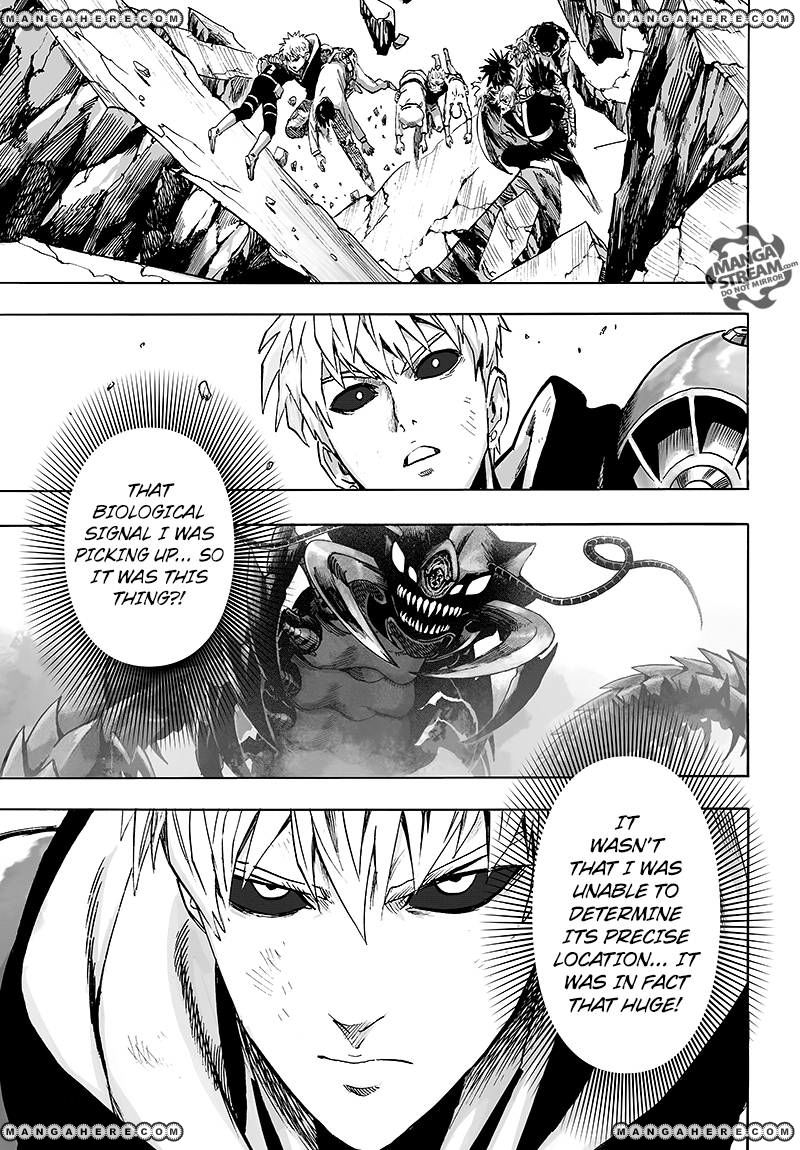 MANGAHERE.COM
MANGAHERE.COM
MANGA
STREAM.com
DO NOT MIRROR
THAT
BIOLOGICAL
SIGNAL I WAS
PICKING UP... SO
IT WAS THIS
THING?!
IT
WASN'T
THAT I WAS
UNABLE TO
DETERMINE
ITS PRECISE
LOCATION... IT
WAS IN FACT
THAT HUGE!
MANGAHERE.COM
MANGAHERE.COM